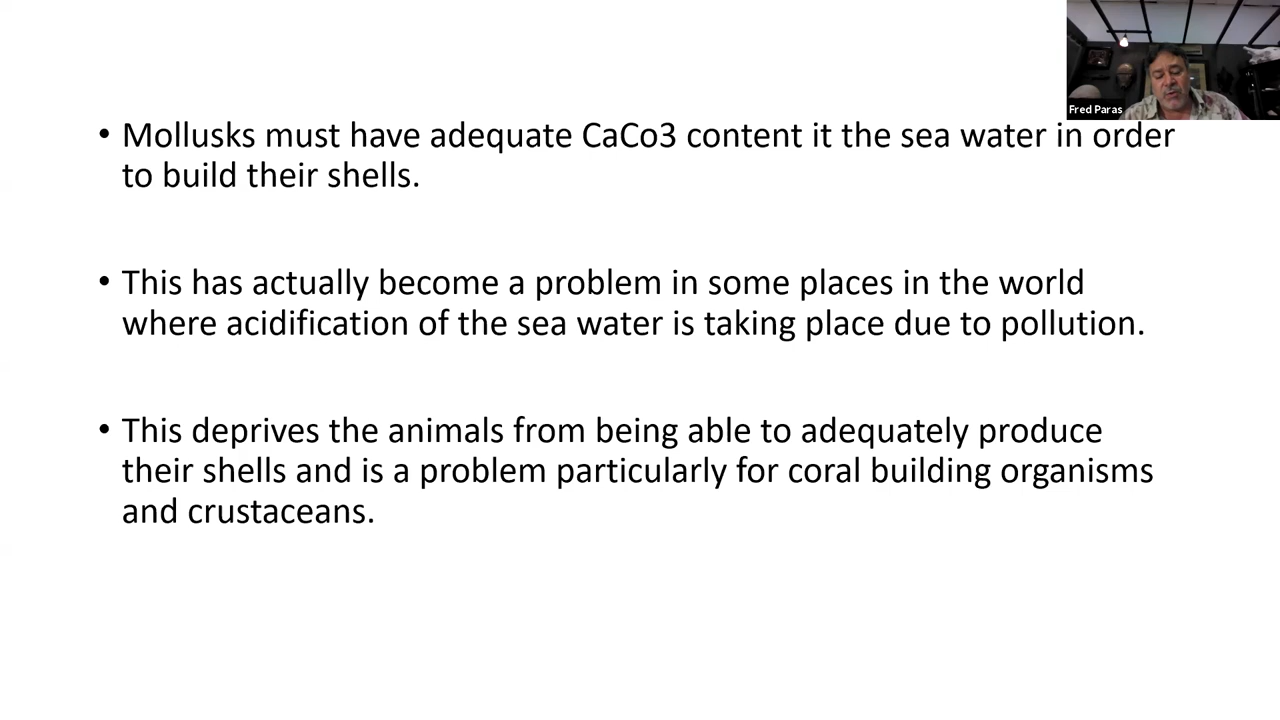 Fred Paras
• Mollusks must have adequate CaCo3 content it the sea water in order
to build their shells.
• This has actually become a problem in some places in the world
where acidification of the sea water is taking place due to pollution.
• This deprives the animals from being able to adequately produce
their shells and is a problem particularly for coral building organisms
and crustaceans.